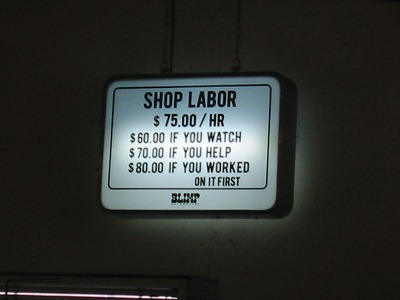 SHOP LABOR
$ 75.00 / HR
$60.00 IF YOU WATCH
$70.00 IF YOU HELP
$80.00 IF YOU WORKED
ON IT FIRST
BLIMP